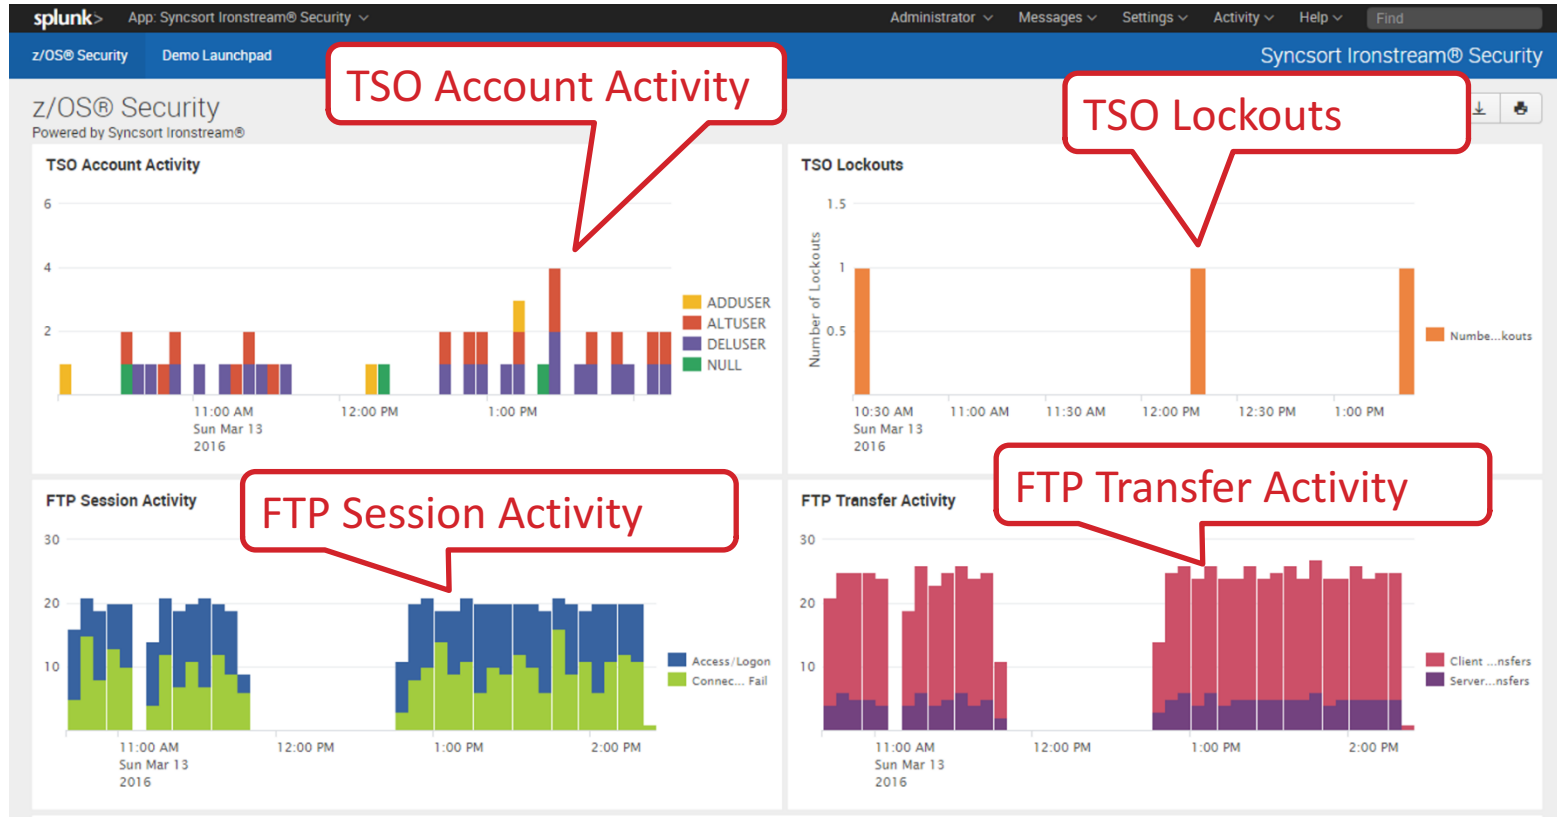 splunk> App: Syncsort Ironstream® Security Administrator Messages Settings Activity Help Find
z/OS® Security Demo Launchpad Syncsort Ironstream® Security
TSO Account Activity
TSO Lockouts
z/OS® Security
Powered by Syncsort Ironstream®
TSO Account Activity
6
4
2
ADDUSER
ALTUSER
DELUSER
NULL
11:00 AM 12:00 PM 1:00 PM
Sun Mar 13
2016
TSO Lockouts
Number of Lockouts
1.5
1
0.5
Numbe...kouts
10:30 AM 11:00 AM 11:30 AM 12:00 PM 12:30 PM 1:00 PM
Sun Mar 13
2016
FTP Session Activity
FTP Session Activity
30
20
10
Access/Logon
Connec... Fail
11:00 AM 12:00 PM 1:00 PM 2:00 PM
Sun Mar 13
2016
FTP Transfer Activity
FTP Transfer Activity
30
20
10
Client ...nsfers
Server...nsfers
11:00 AM 12:00 PM 1:00 PM 2:00 PM
Sun Mar 13
2016